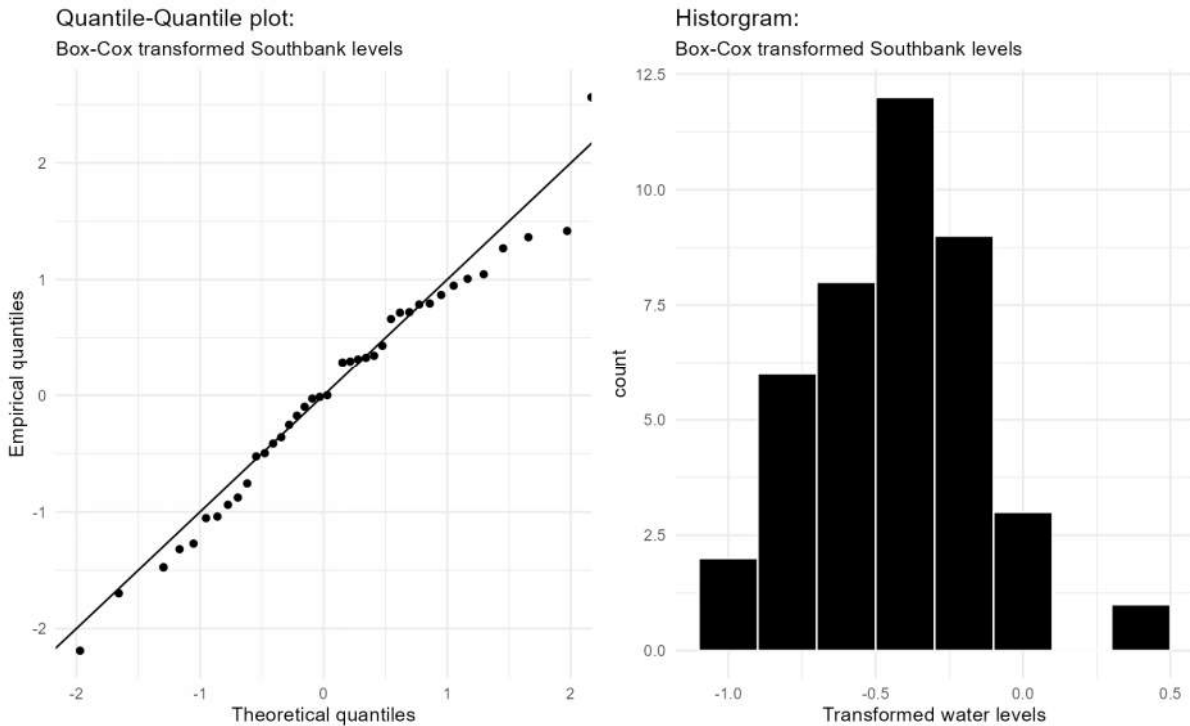 Quantile-Quantile plot:
Box-Cox transformed Southbank levels
2
1
0
-1
-2
Empirical quantiles
-2
-1
0
1
2
Theoretical quantiles
Historgram:
Box-Cox transformed Southbank levels
12.5
10.0
7.5
5.0
2.5
0.0
count
-1.0
-0.5
0.0
0.5
Transformed water levels